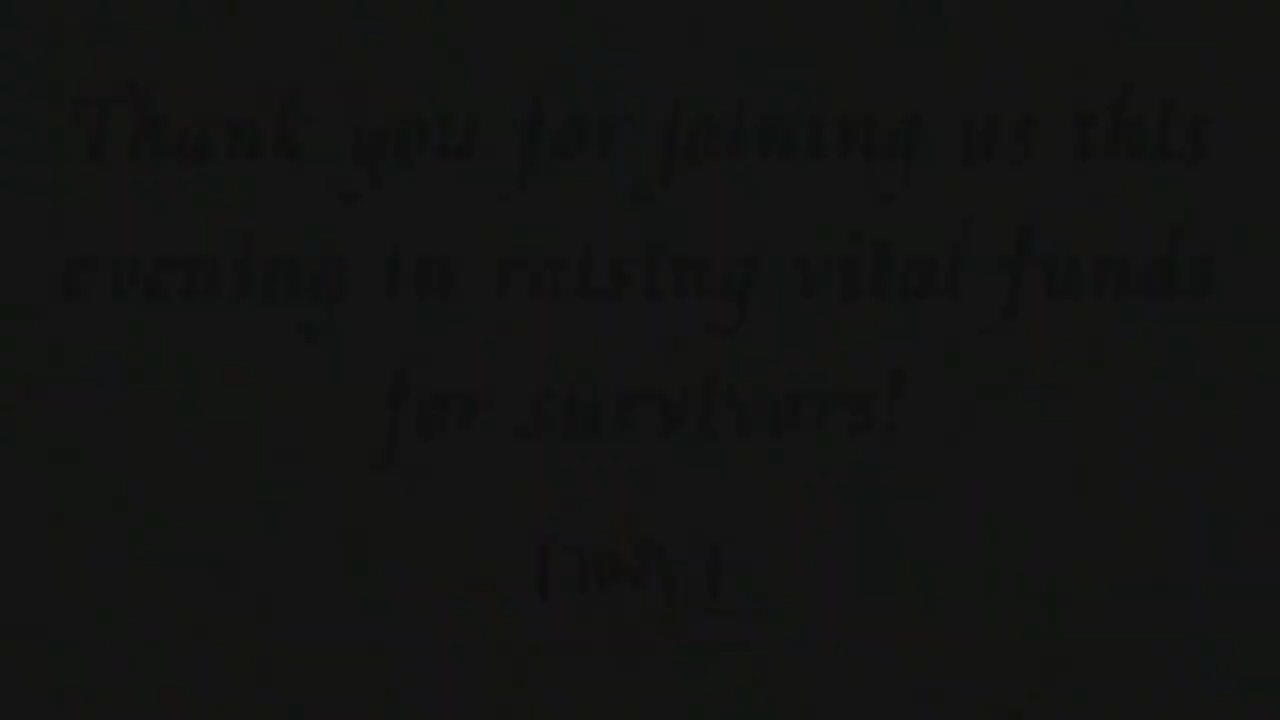 Thank you for joining us this
evening in raising vital funds
for survivors!